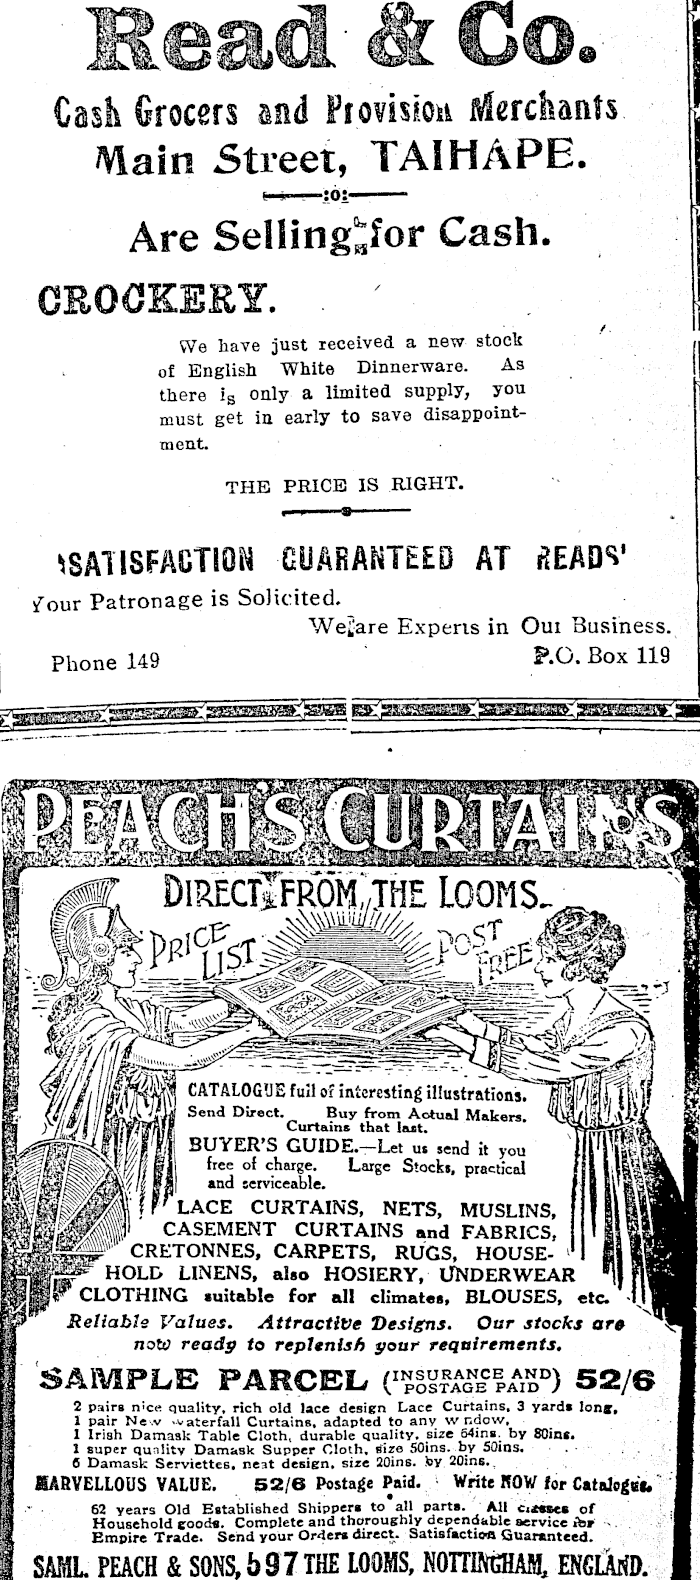 Read & Co.
Cash Grocers and Provision Merchants
Main Street, TAIHAPE.
:o:
Are Selling for Cash.
CROCKERY.
We have just received a new stock
of English White Dinnerware. As
there is only a limited supply, you
must get in early to save disappoint-
ment.
THE PRICE IS RIGHT.
'SATISFACTION GUARANTEED AT READS'
Your Patronage is Solicited.
We are Experts in Our Business.
Phone 149
P.O. Box 119
PEACH'S CURTAINS
DIRECT FROM THE LOOMS.
PRICE LIST
POST FREE
CATALOGUE full of interesting illustrations.
Send Direct. Buy from Actual Makers.
Curtains that last.
BUYER'S GUIDE.—Let us send it you
free of charge. Large Stocks, practical
and serviceable.
LACE CURTAINS, NETS, MUSLINS,
CASEMENT CURTAINS and FABRICS,
CRETONNES, CARPETS, RUGS, HOUSE-
HOLD LINENS, also HOSIERY, UNDERWEAR
CLOTHING suitable for all climates, BLOUSES, etc.
Reliable Values. Attractive Designs. Our stocks are
now ready to replenish your requirements.
SAMPLE PARCEL (INSURANCE AND POSTAGE PAID) 52/6
2 pairs nice quality, rich old lace design Lace Curtains, 3 yards long,
1 pair New waterfall Curtains, adapted to any window,
1 Irish Damask Table Cloth, durable quality, size 54ins. by 80ins.
1 super quality Damask Supper Cloth, size 50ins. by 50ins.
6 Damask Serviettes, neat design, size 20ins. by 20ins.
MARVELLOUS VALUE. 52/6 Postage Paid. Write NOW for Catalogue.
62 years Old Established Shippers to all parts. All classes of
Household goods. Complete and thoroughly dependable service for
Empire Trade. Send your Orders direct. Satisfaction Guaranteed.
SAML. PEACH & SONS, 597 THE LOOMS, NOTTINGHAM, ENGLAND.